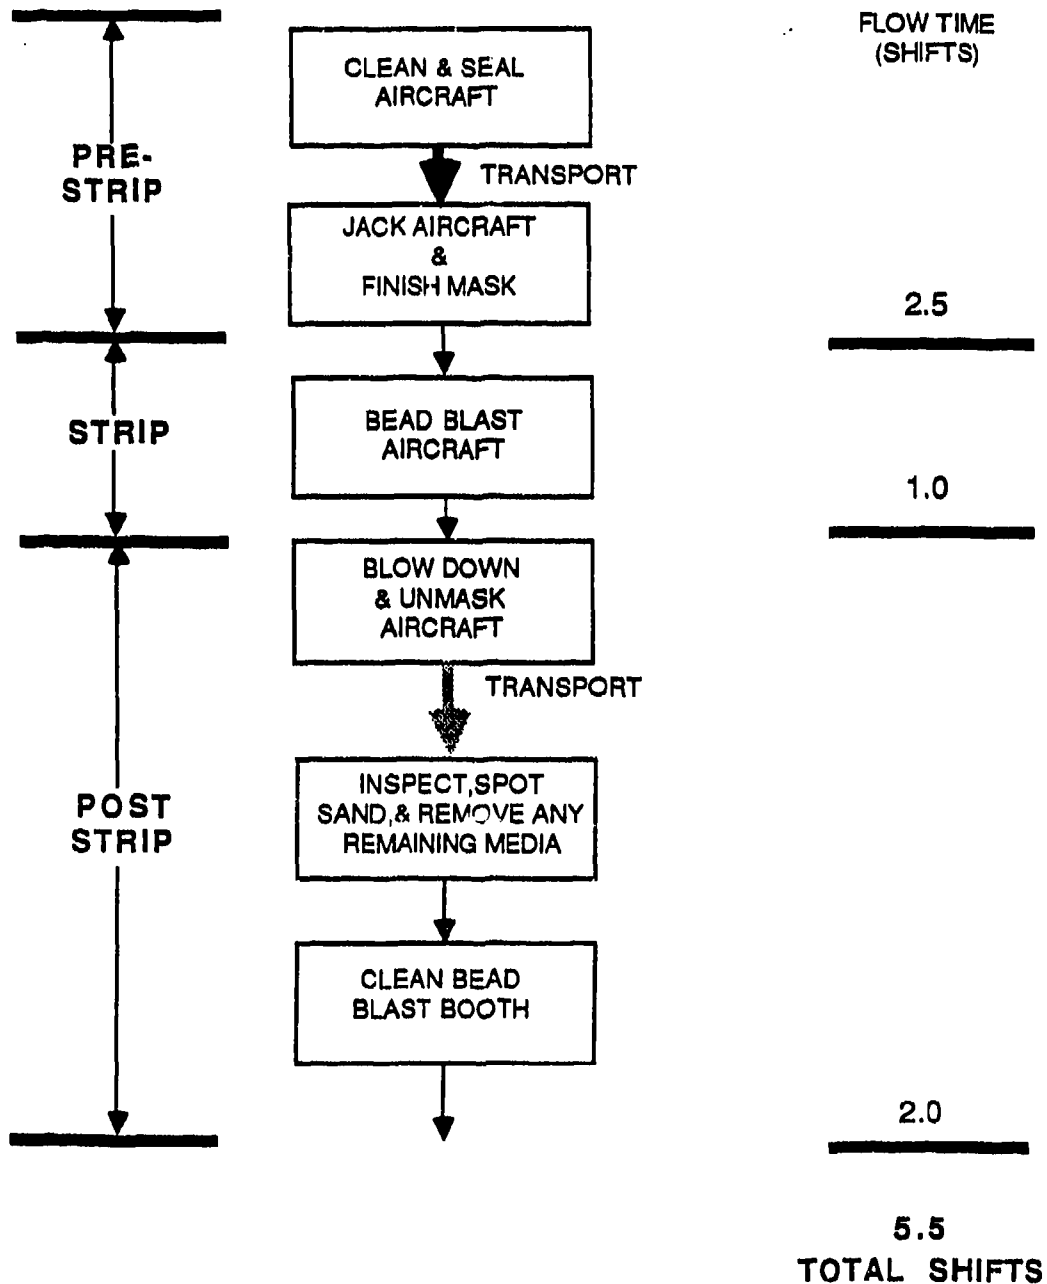 FLOW TIME
(SHIFTS)
CLEAN & SEAL
AIRCRAFT
PRE-
STRIP
TRANSPORT
JACK AIRCRAFT
&
FINISH MASK
2.5
STRIP
BEAD BLAST
AIRCRAFT
1.0
BLOW DOWN
& UNMASK
AIRCRAFT
TRANSPORT
POST
STRIP
INSPECT,SPOT
SAND,& REMOVE ANY
REMAINING MEDIA
CLEAN BEAD
BLAST BOOTH
2.0
5.5
TOTAL SHIFTS